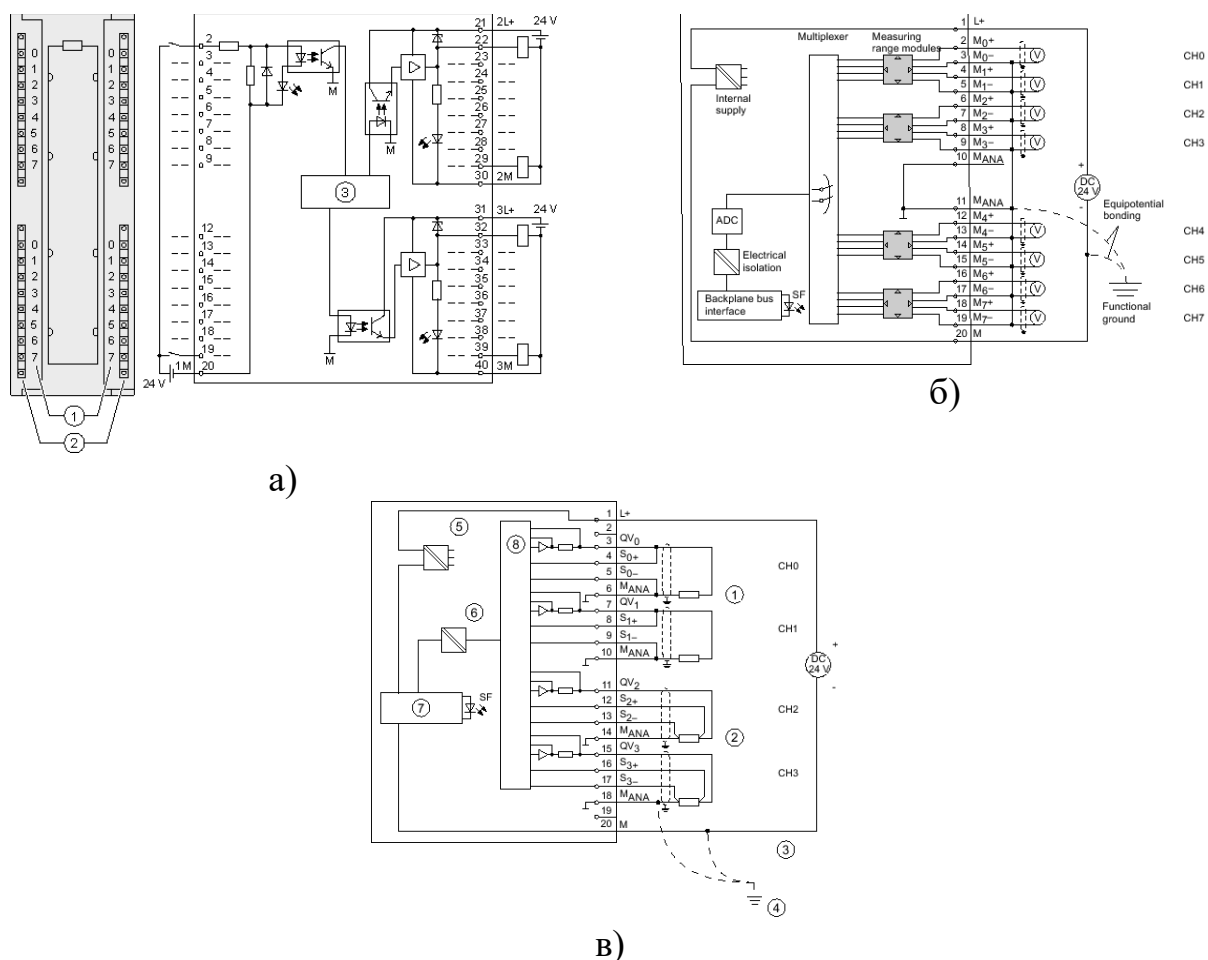 0
1
2
3
4
5
6
7
0
1
2
3
4
5
6
7
0
1
2
3
4
5
6
7
0
1
2
3
4
5
6
7
1
2
2
3
4
5
6
7
8
9
12
13
14
15
16
17
18
19
20
1 M
24 V
M
3
M
M
21 2L+ 24 V
22
23
24
25
26
27
28
29
30 2M
31 3L+ 24 V
32
33
34
35
36
37
38
39
40 3M
а)
Multiplexer
Measuring
range modules
Internal
supply
ADC
Electrical
isolation
Backplane bus
interface
SF
1 L+
2 M0+
3 M0− V CH0
4 M1+
5 M1− V CH1
6 M2+
7 M2− V CH2
8 M3+
9 M3− V CH3
10 MANA
11 MANA
12 M4+
13 M4− V CH4
14 M5+
15 M5− V CH5
16 M6+
17 M6− V CH6
18 M7+
19 M7− V CH7
20 M
+
DC
24 V
-
Equipotential
bonding
Functional
ground
б)
5
6
7
8
SF
1 L+
2
3 QV0
4 S0+
5 S0−
6 MANA
7 QV1
8 S1+
9 S1−
10 MANA
11 QV2
12 S2+
13 S2−
14 MANA
15 QV3
16 S3+
17 S3−
18 MANA
19
20 M
CH0
1
CH1
CH2
2
CH3
+
DC
24 V
-
3
4
в)